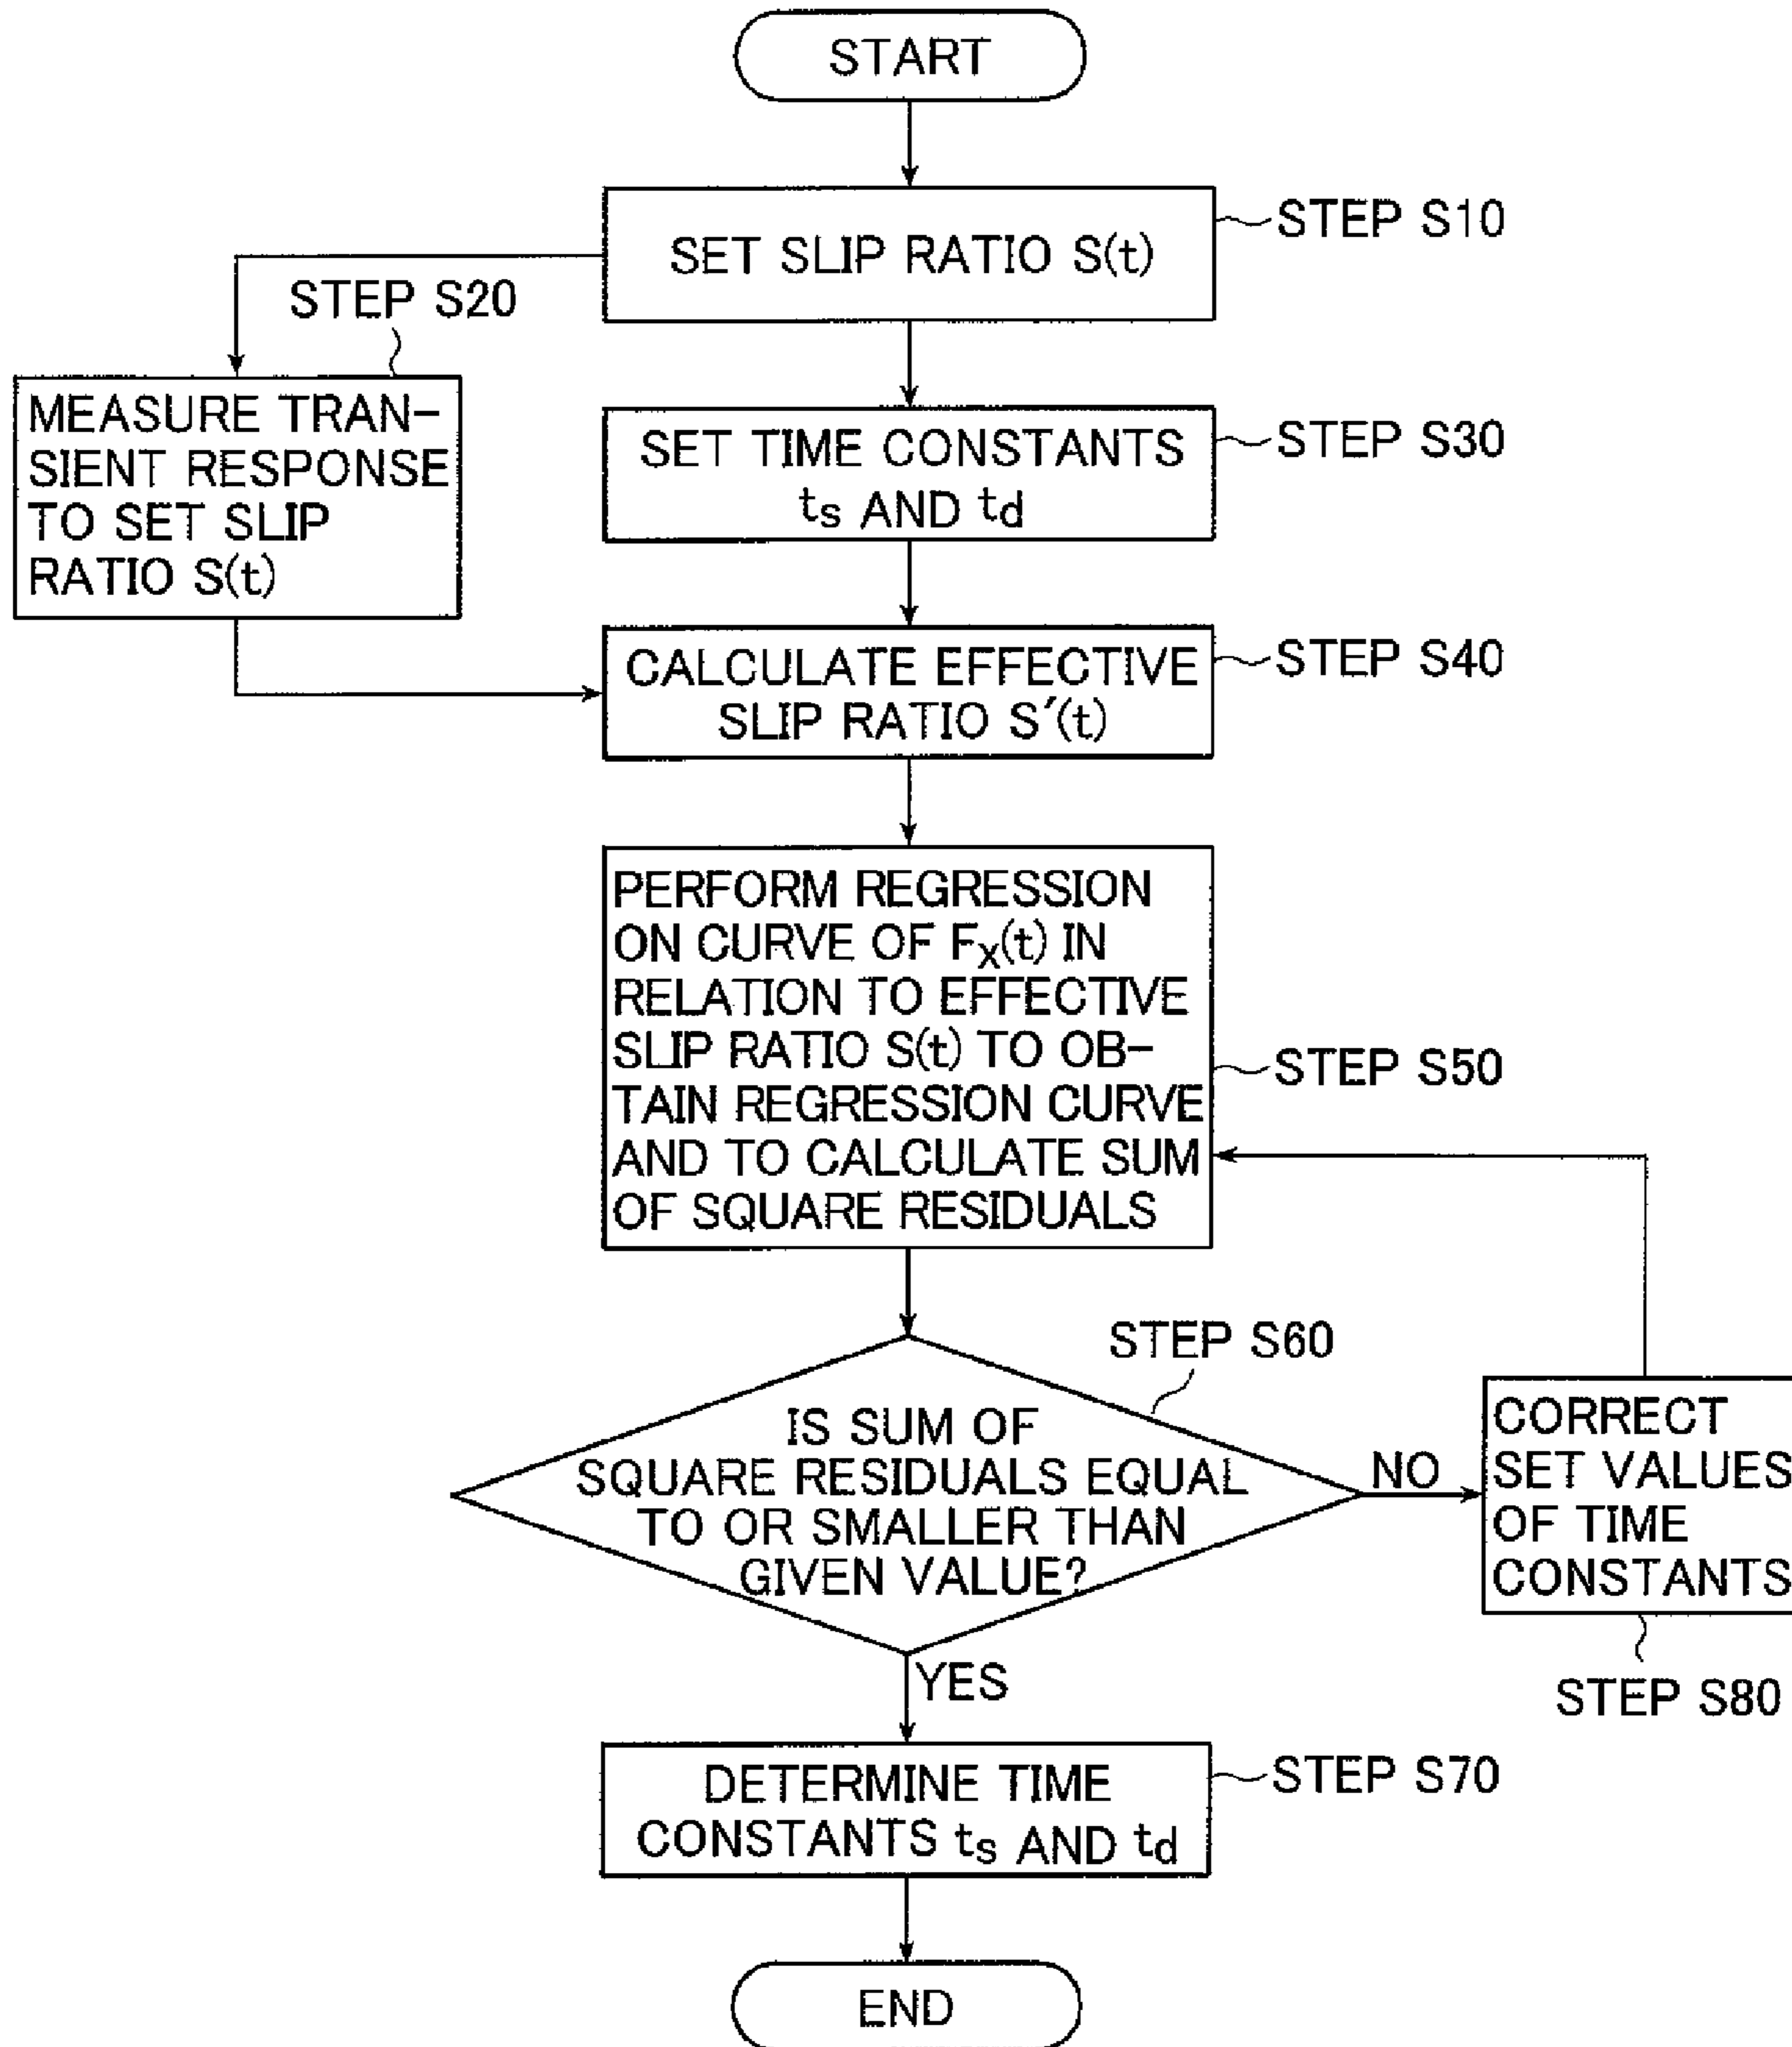 START
SET SLIP RATIO S(t)
STEP S10
STEP S20
MEASURE TRAN-
SIENT RESPONSE
TO SET SLIP
RATIO S(t)
SET TIME CONSTANTS
ts AND td
STEP S30
CALCULATE EFFECTIVE
SLIP RATIO S′(t)
STEP S40
PERFORM REGRESSION
ON CURVE OF Fx(t) IN
RELATION TO EFFECTIVE
SLIP RATIO S(t) TO OB-
TAIN REGRESSION CURVE
AND TO CALCULATE SUM
OF SQUARE RESIDUALS
STEP S50
STEP S60
IS SUM OF
SQUARE RESIDUALS EQUAL
TO OR SMALLER THAN
GIVEN VALUE?
NO
CORRECT
SET VALUES
OF TIME
CONSTANTS
STEP S80
YES
DETERMINE TIME
CONSTANTS ts AND td
STEP S70
END